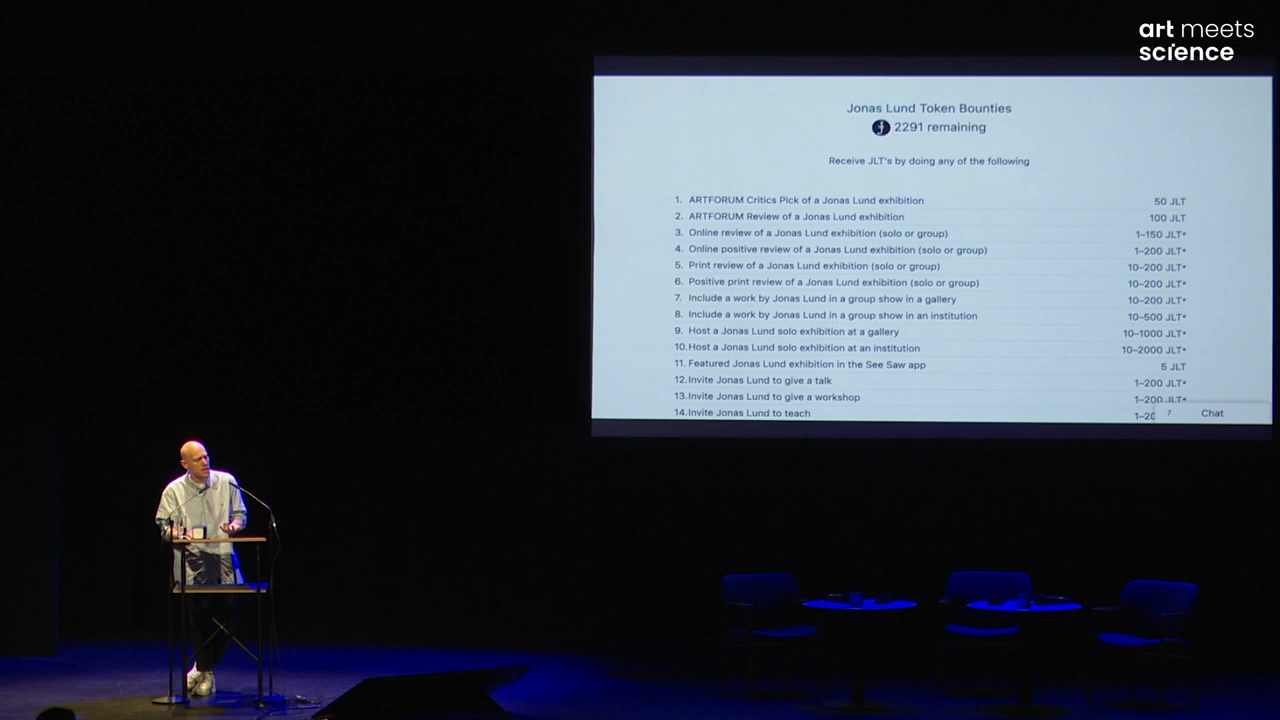 art meets
science
Jonas Lund Token Bounties
2291 remaining
Receive JLT's by doing any of the following
1. ARTFORUM Critics Pick of a Jonas Lund exhibition 50 JLT
2. ARTFORUM Review of a Jonas Lund exhibition 100 JLT
3. Online review of a Jonas Lund exhibition (solo or group) 1–150 JLT*
4. Online positive review of a Jonas Lund exhibition (solo or group) 1–200 JLT*
5. Print review of a Jonas Lund exhibition (solo or group) 10–200 JLT*
6. Positive print review of a Jonas Lund exhibition (solo or group) 10–200 JLT*
7. Include a work by Jonas Lund in a group show in a gallery 10–200 JLT*
8. Include a work by Jonas Lund in a group show in an institution 10–500 JLT*
9. Host a Jonas Lund solo exhibition at a gallery 10–1000 JLT*
10. Host a Jonas Lund solo exhibition at an institution 10–2000 JLT*
11. Featured Jonas Lund exhibition in the See Saw app 5 JLT
12. Invite Jonas Lund to give a talk 1–200 JLT*
13. Invite Jonas Lund to give a workshop 1–200 JLT*
14. Invite Jonas Lund to teach 1–20
7 Chat